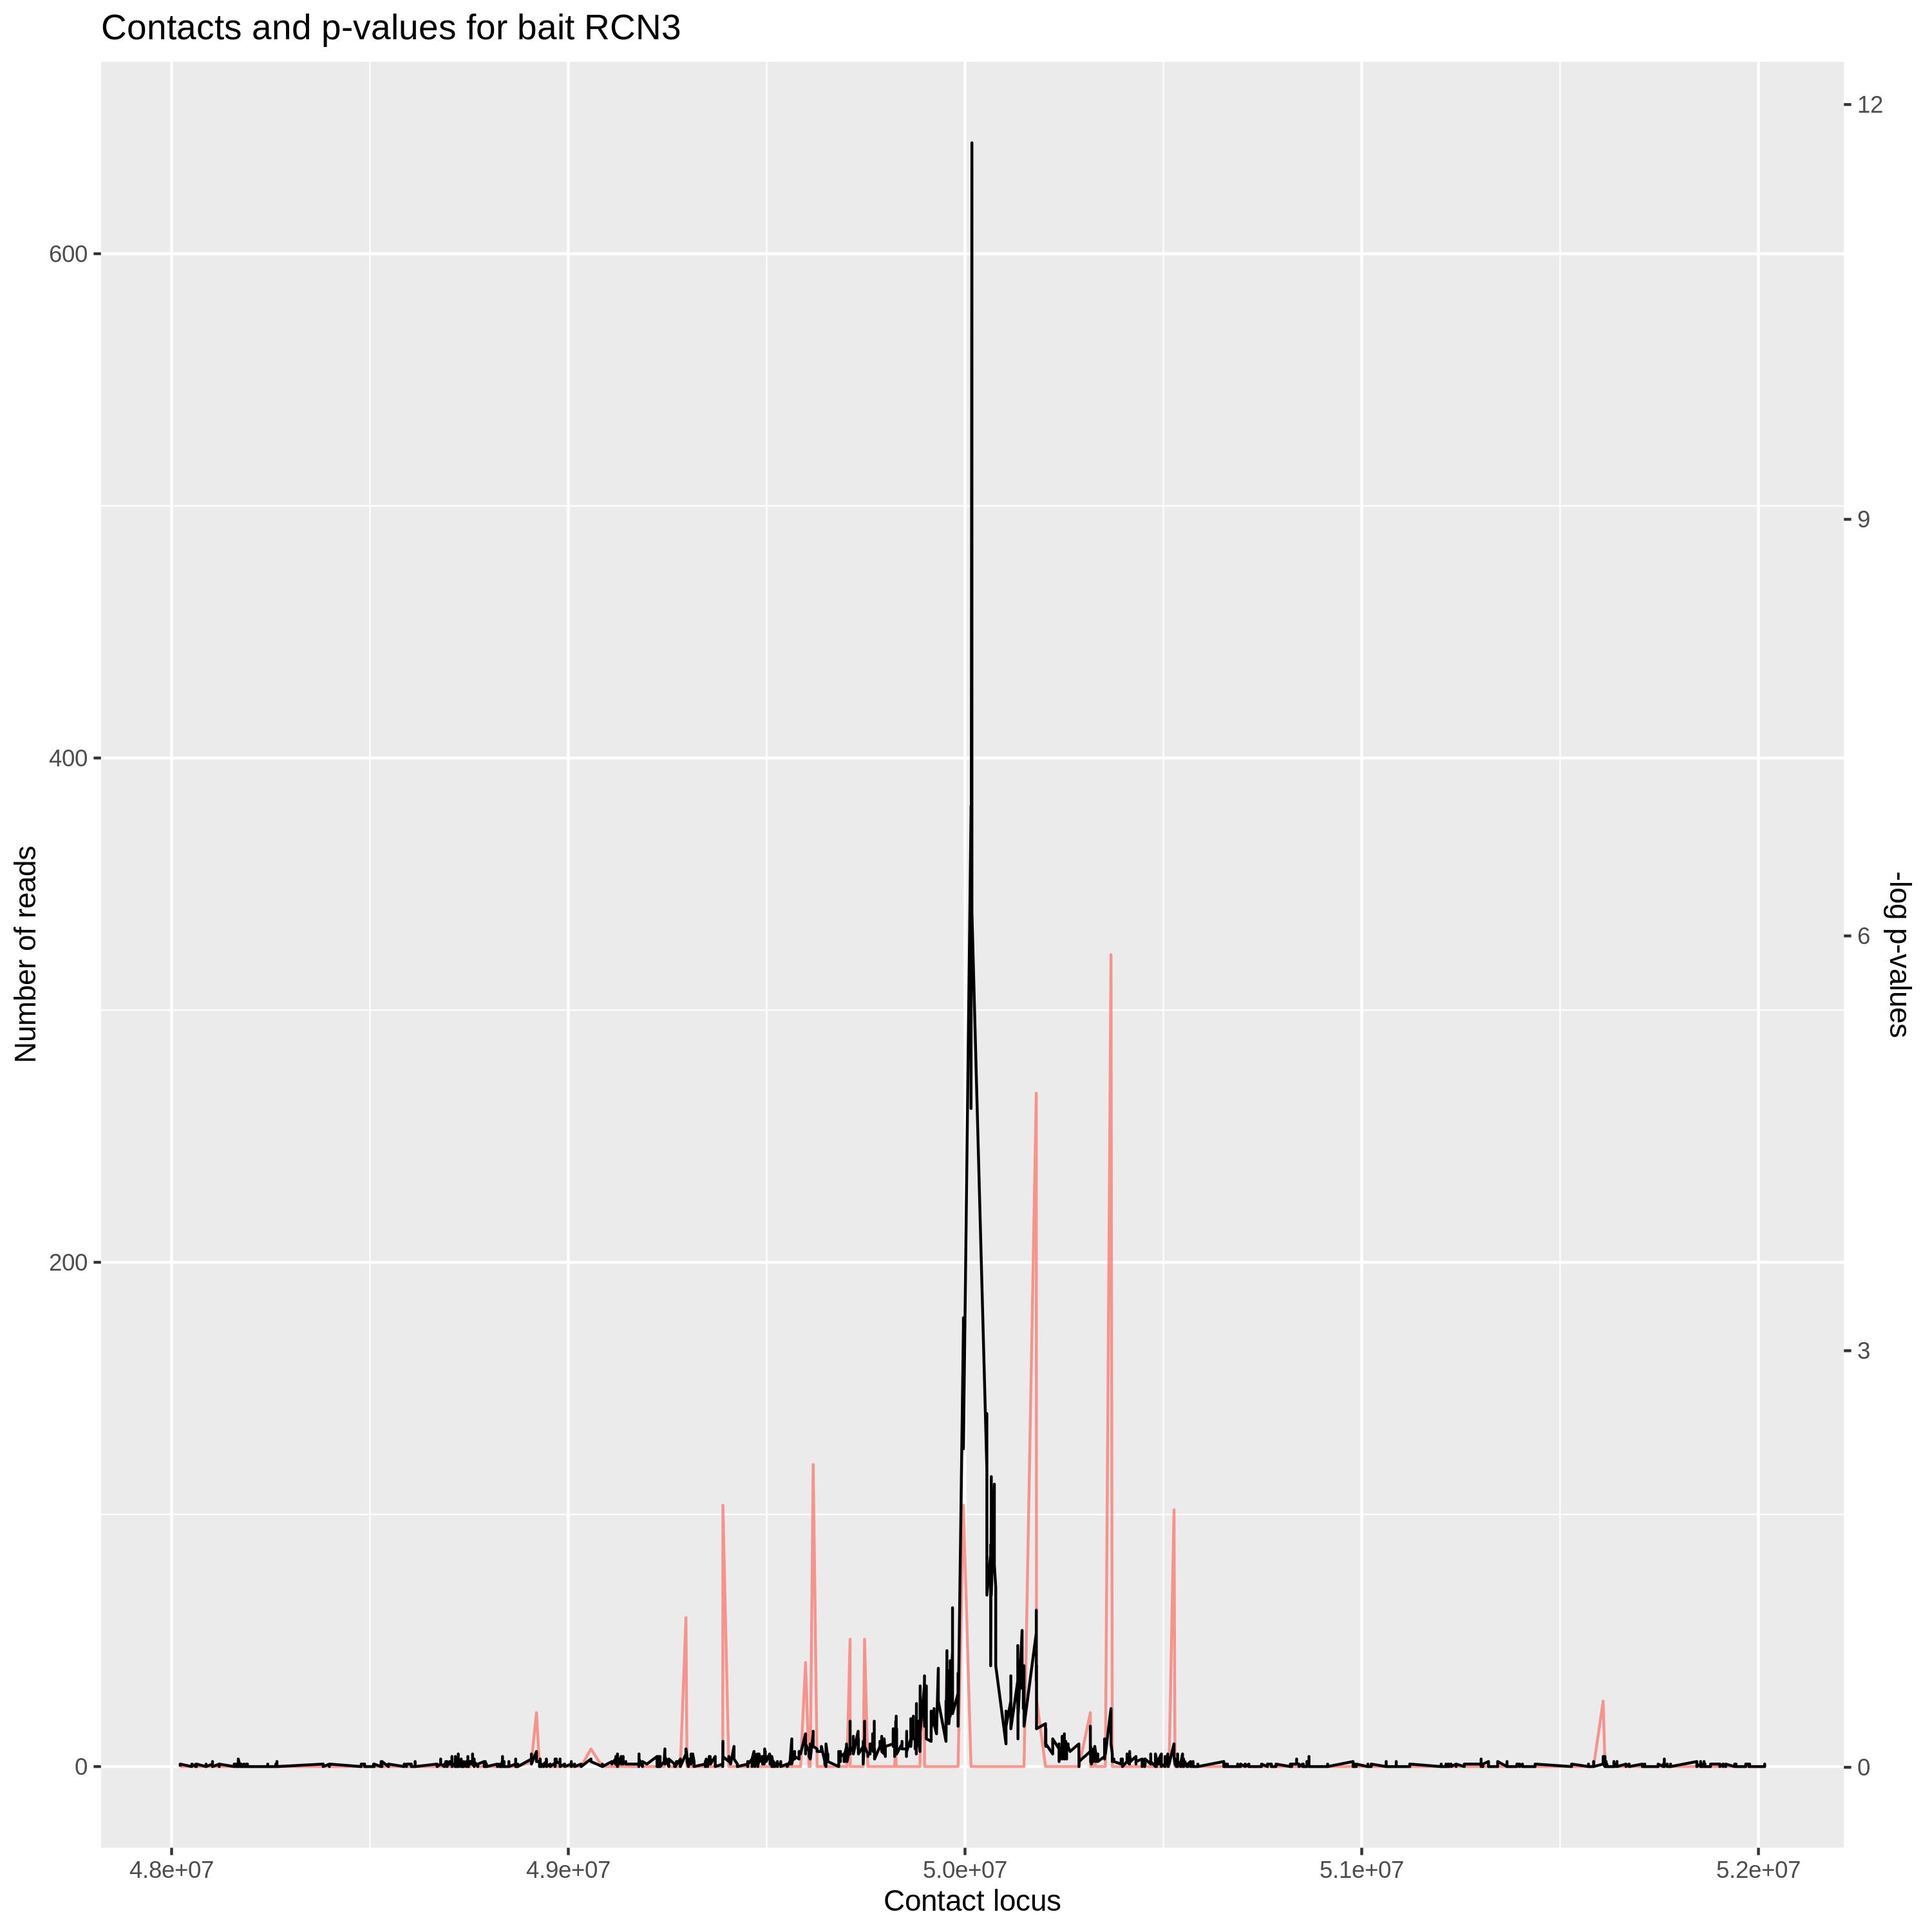 Contacts and p-values for bait RCN3
12
600
9
400
6
Number of reads
-log p-values
200
3
0
0
4.8e+07 4.9e+07 5.0e+07 5.1e+07 5.2e+07
Contact locus